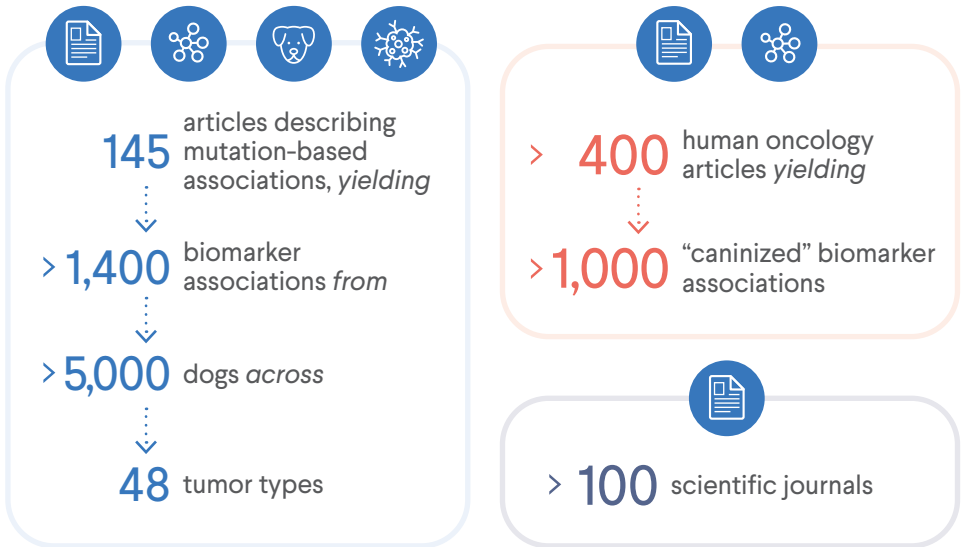 145 articles describing
mutation-based
associations, yielding
> 1,400 biomarker
associations from
> 5,000 dogs across
48 tumor types
> 400 human oncology
articles yielding
> 1,000 “caninized” biomarker
associations
> 100 scientific journals